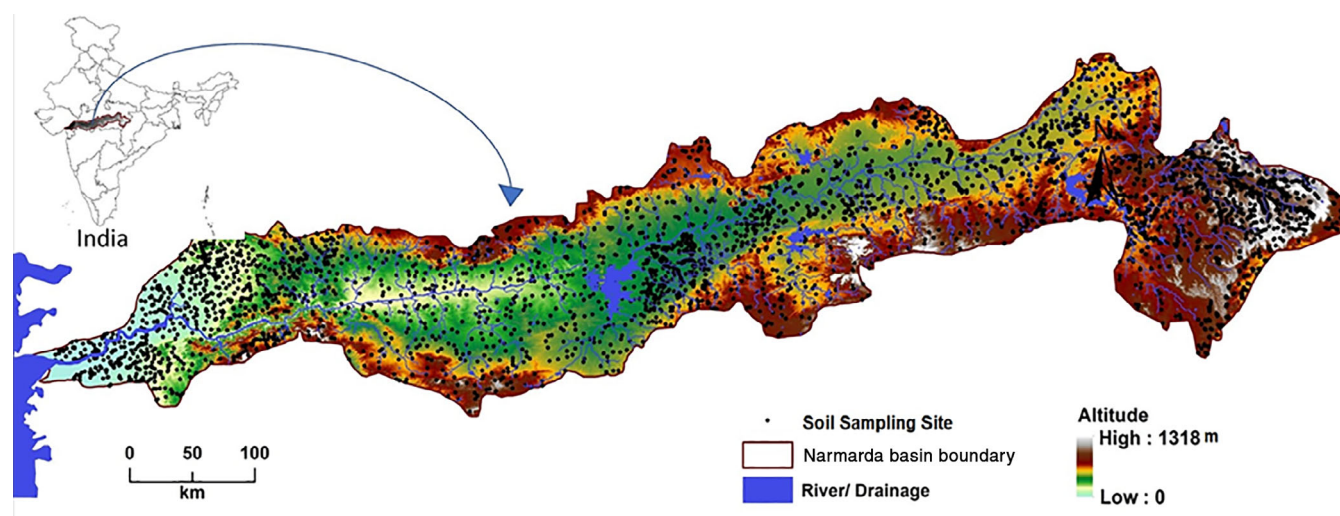 N
India
Soil Sampling Site
Narmarda basin boundary
River/ Drainage
0 50 100
km
Altitude
High : 1318 m
Low : 0